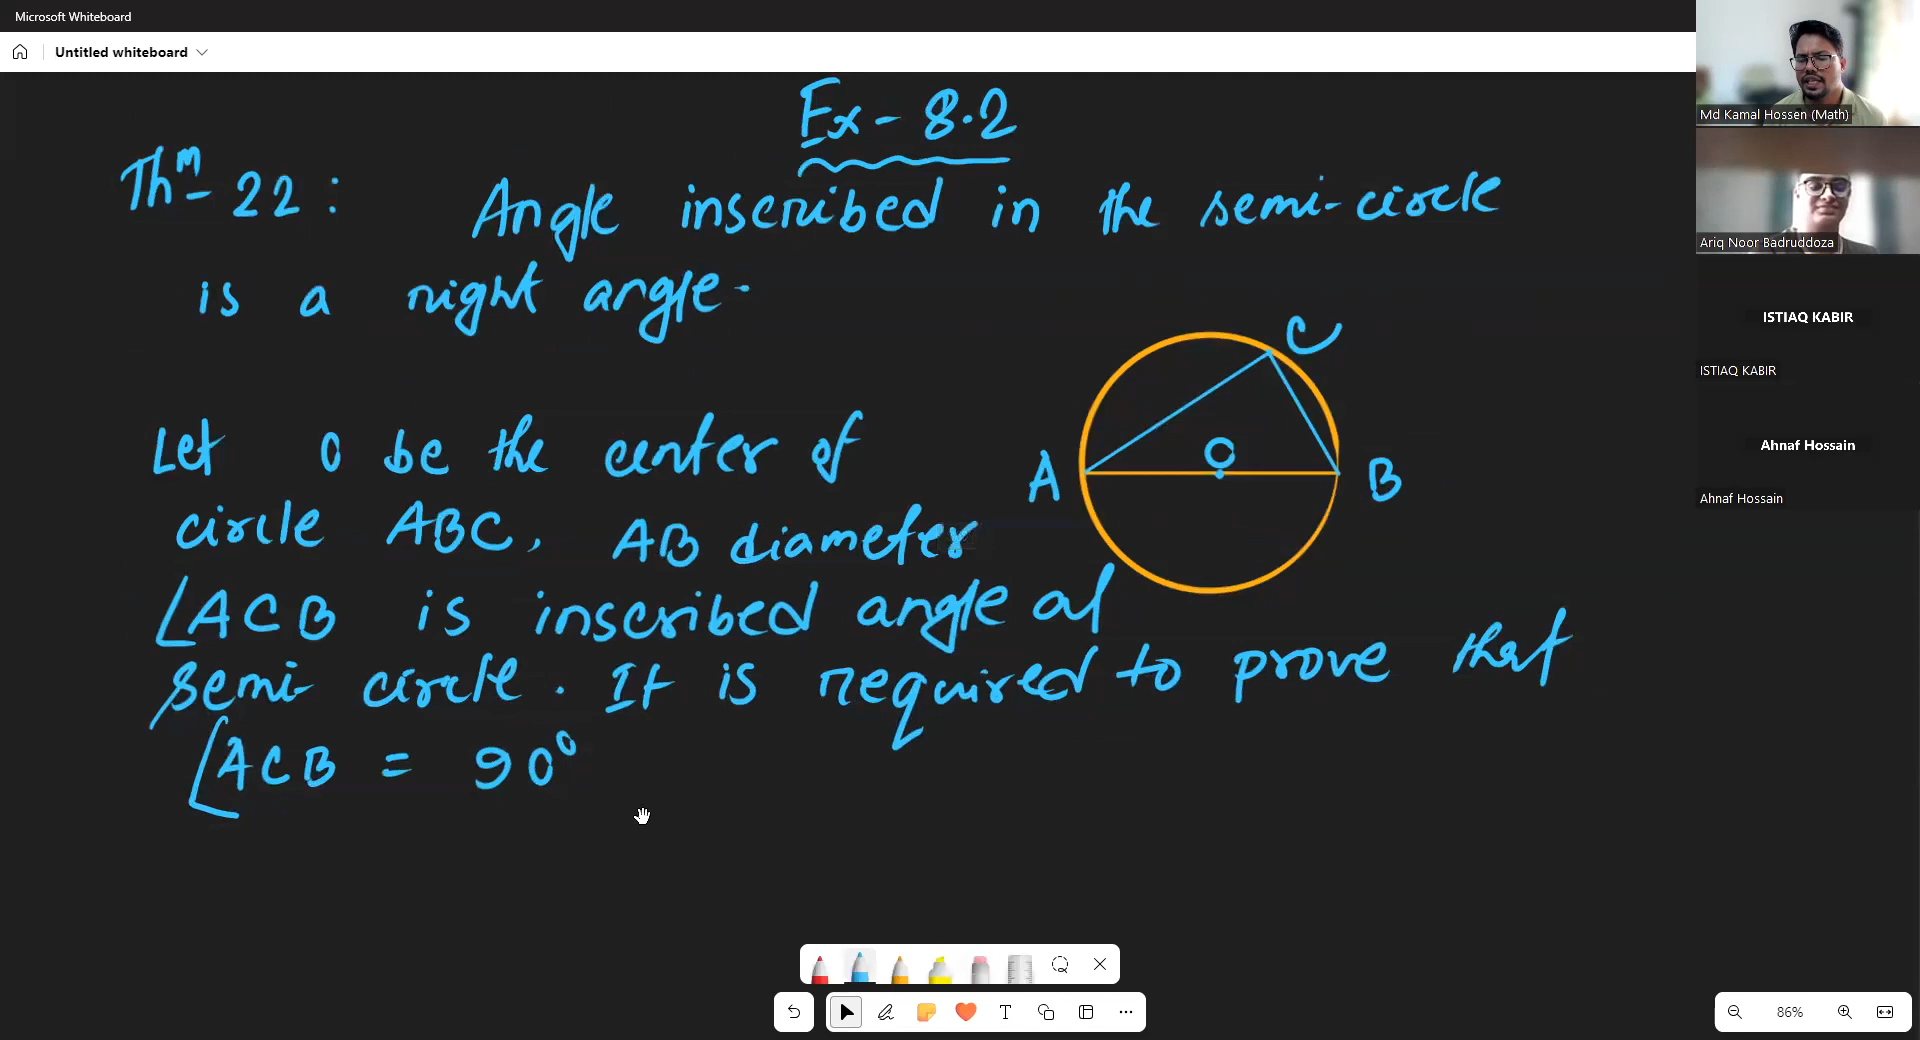 Microsoft Whiteboard
Untitled whiteboard
Ex - 8.2
Thm - 22 : Angle inscribed in the semi-circle
is a right angle.
C
O
A
B
Let O be the center of
circle ABC, AB diameter
∠ACB is inscribed angle at
semi circle. It is required to prove that
∠ACB = 90°
Md Kamal Hossen (Math)
Ariq Noor Badruddoza
ISTIAQ KABIR
ISTIAQ KABIR
Ahnaf Hossain
Ahnaf Hossain
T
86%